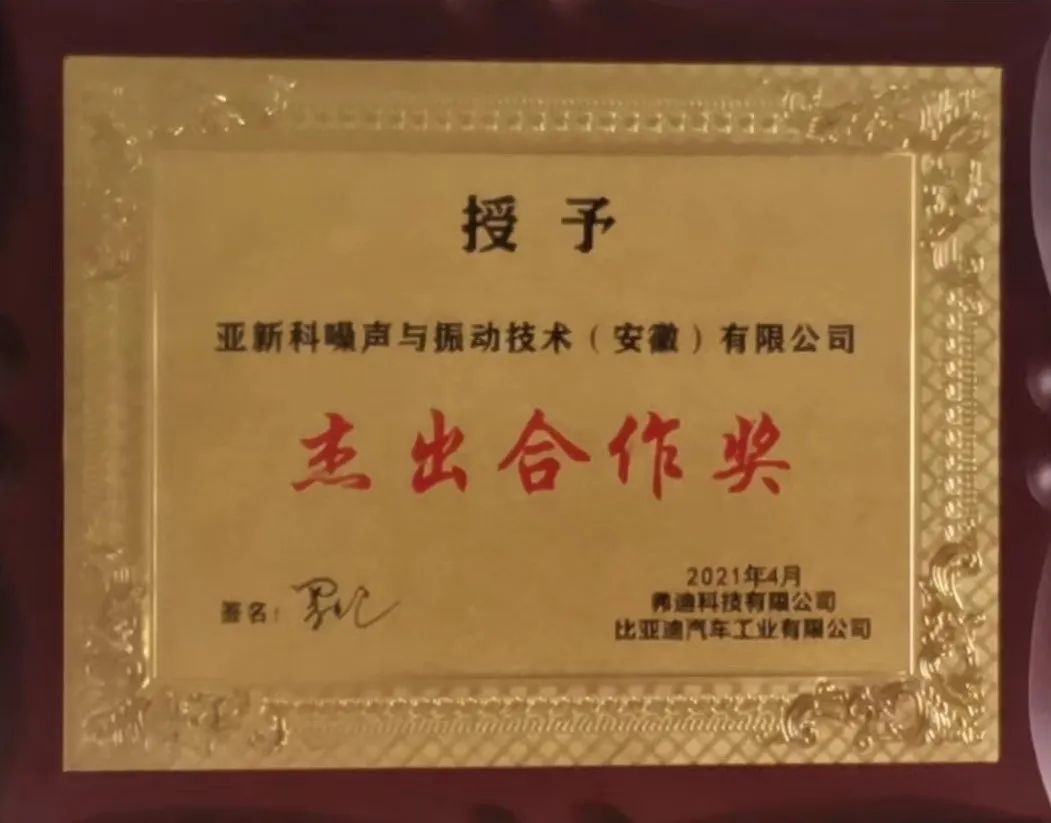 授予
亚新科噪声与振动技术（安徽）有限公司
杰出合作奖
签名：
2021年4月
弗迪科技有限公司
比亚迪汽车工业有限公司